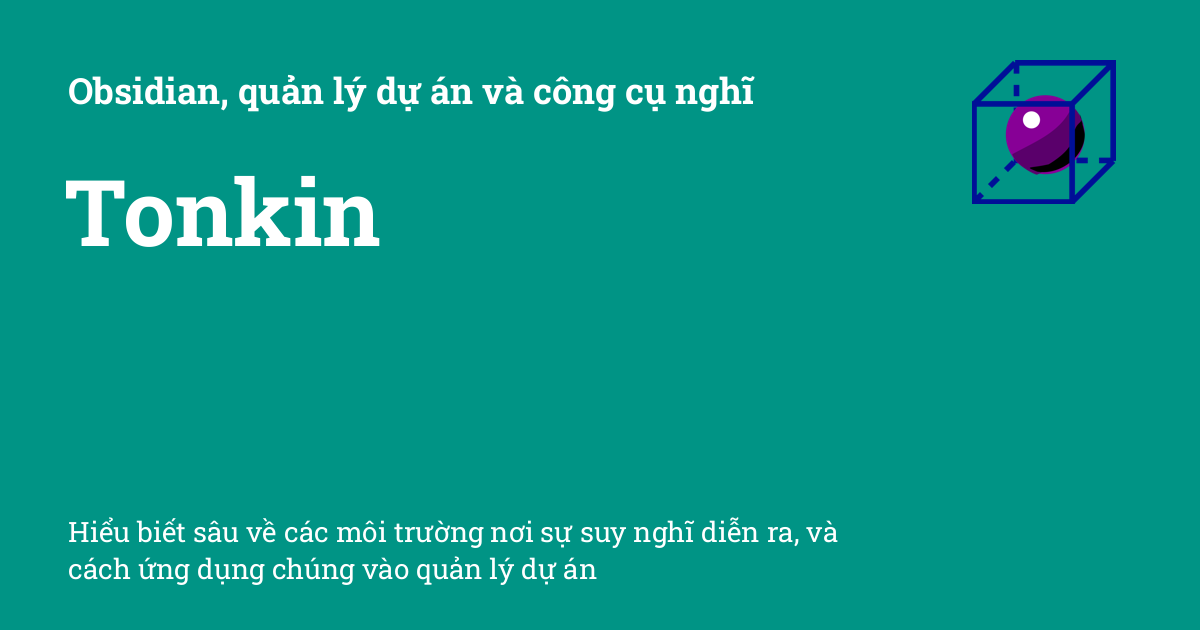 Obsidian, quản lý dự án và công cụ nghĩ
Tonkin
Hiểu biết sâu về các môi trường nơi sự suy nghĩ diễn ra, và
cách ứng dụng chúng vào quản lý dự án